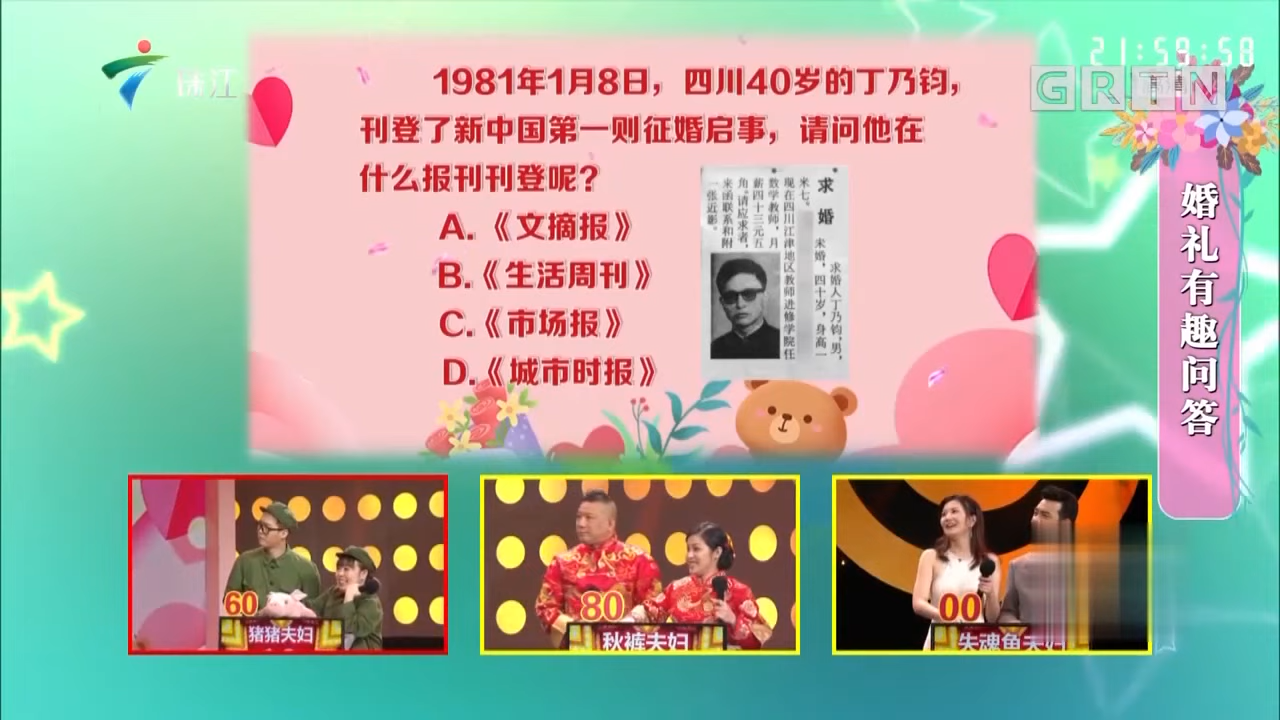 珠江
21:59:58
GRTN
1981年1月8日，四川40岁的丁乃钧，
刊登了新中国第一则征婚启事，请问他在
什么报刊刊登呢？
A.《文摘报》
B.《生活周刊》
C.《市场报》
D.《城市时报》
求婚
求婚人丁乃钧，男，
未婚，四十岁，身高一
米七。
现在四川江津地区教师进修学院任
数学教师，月
薪四十三元五
角。请应求者，
来函联系和附
一张近影。
婚礼有趣问答
60
猪猪夫妇
80
秋裤夫妇
00
失魂鱼夫妇